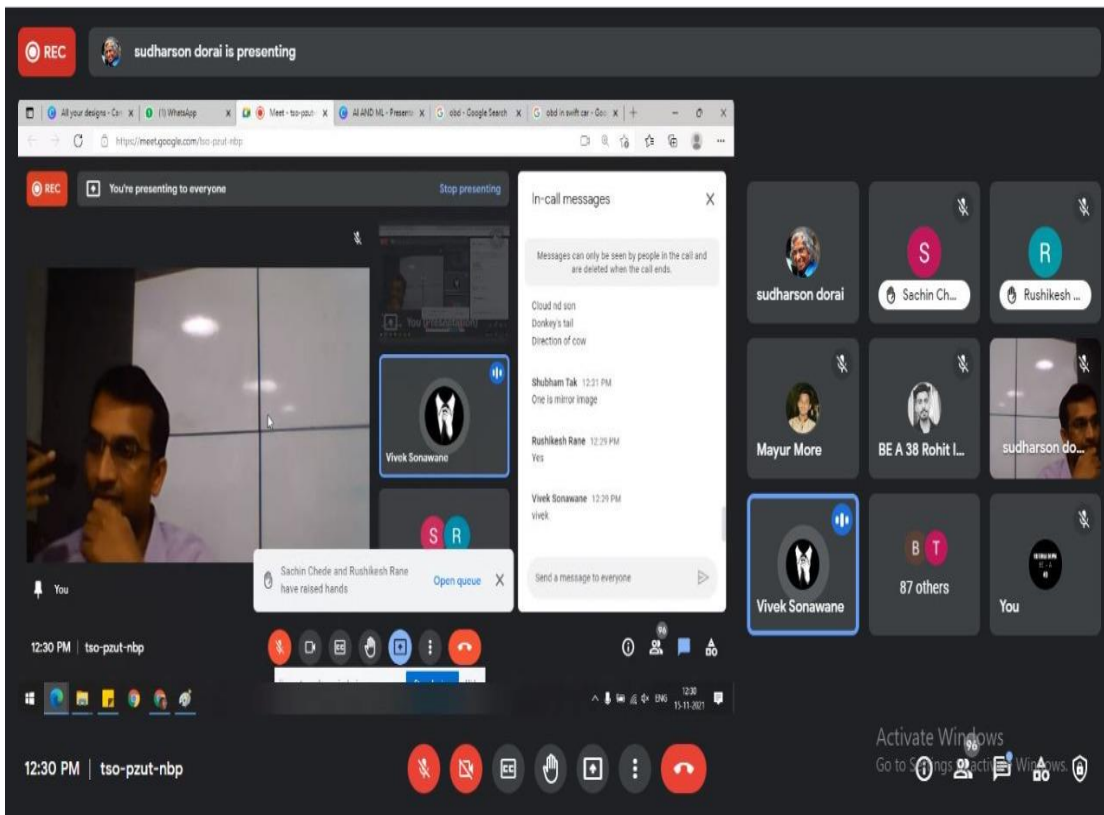 REC
sudharson dorai is presenting
All your designs - Can
(1) WhatsApp
Meet - tso-pzut-
AI AND ML - Presenta
obd - Google Search
obd in swift car - Goo
https://meet.google.com/tso-pzut-nbp
REC
You're presenting to everyone
Stop presenting
In-call messages
Messages can only be seen by people in the call and
are deleted when the call ends.
Cloud nd son
Donkey's tail
Direction of cow
Shubham Tak 12:21 PM
One is mirror image
Rushikesh Rane 12:29 PM
Yes
Vivek Sonawane 12:29 PM
vivek
Send a message to everyone
Vivek Sonawane
S R
Sachin Chede and Rushikesh Rane
have raised hands
Open queue
You
12:30 PM | tso-pzut-nbp
96
ENG
12:30
15-11-2021
sudharson dorai
S
Sachin Ch...
R
Rushikesh ...
Mayur More
BE A 38 Rohit I...
sudharson do...
Vivek Sonawane
B T
87 others
You
12:30 PM | tso-pzut-nbp
CC
Activate Windows
Go to Settings to activate Windows.
96